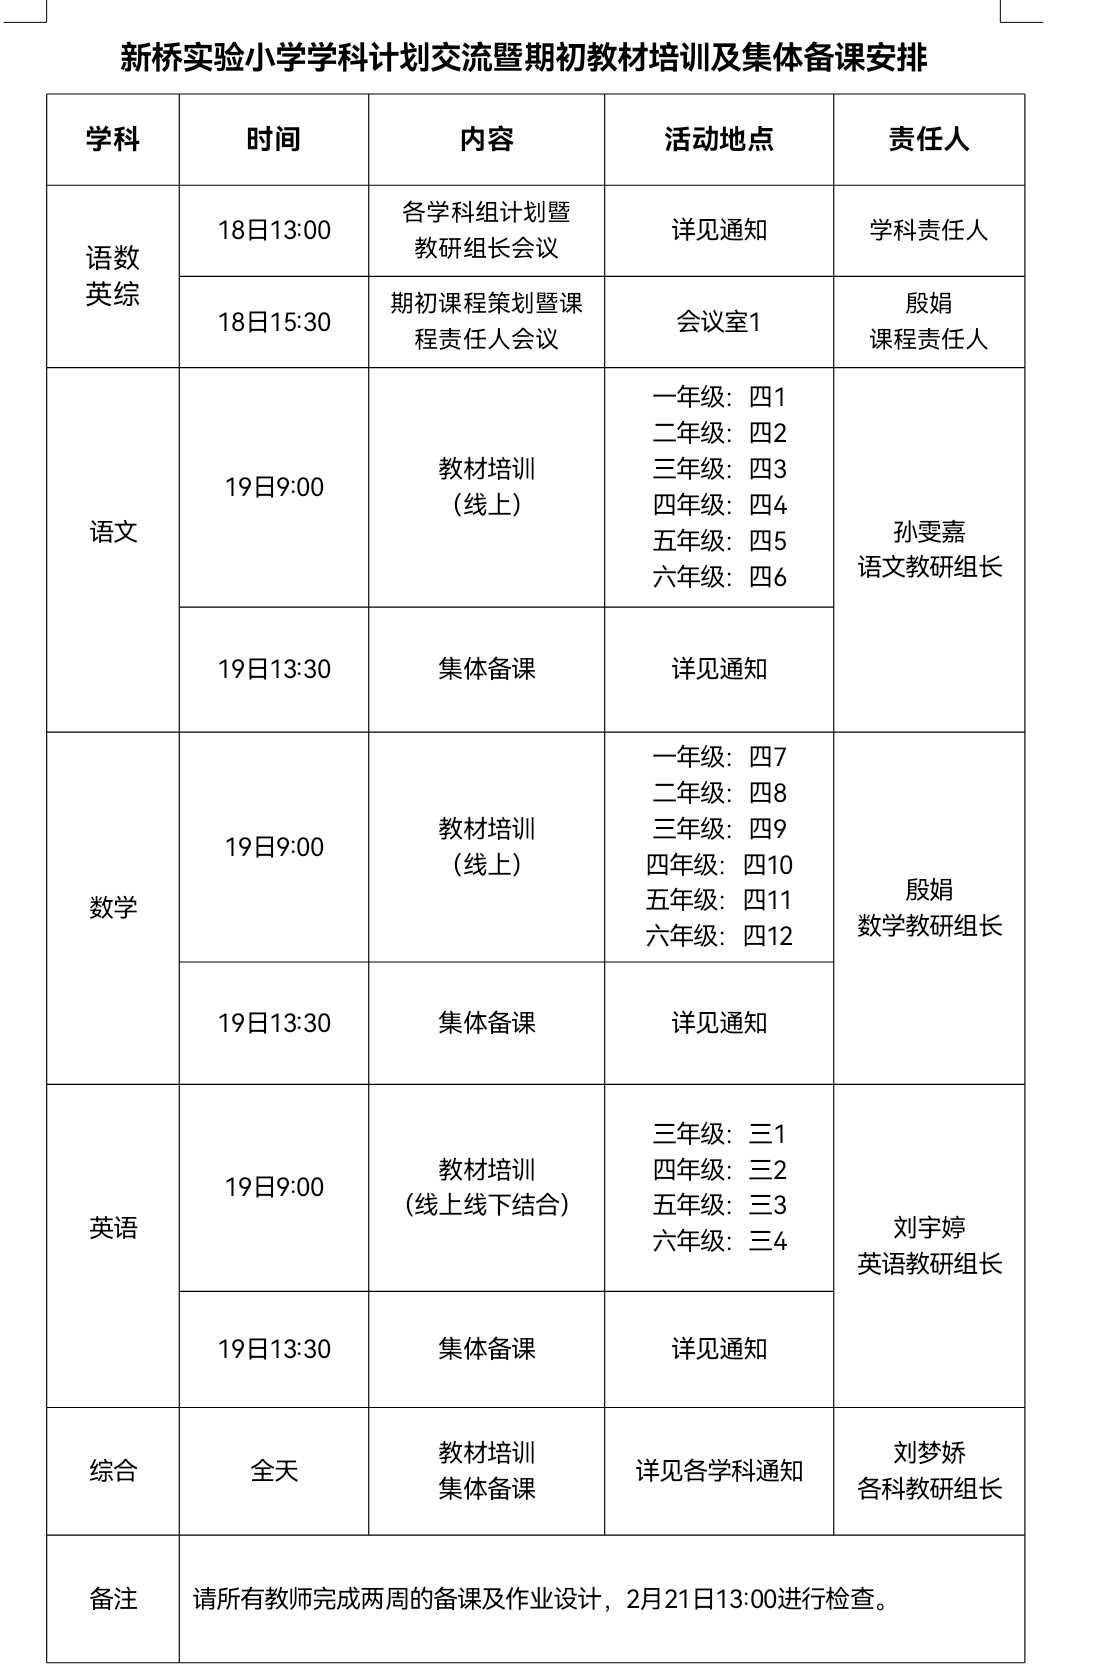 新桥实验小学学科计划交流暨期初教材培训及集体备课安排
学科 时间 内容 活动地点 责任人
语数
英综
18日13:00
各学科组计划暨
教研组长会议
详见通知
学科责任人
18日15:30
期初课程策划暨课
程责任人会议
会议室1
殷娟
课程责任人
语文
19日9:00
教材培训
（线上）
一年级：四1
二年级：四2
三年级：四3
四年级：四4
五年级：四5
六年级：四6
孙雯嘉
语文教研组长
19日13:30
集体备课
详见通知
数学
19日9:00
教材培训
（线上）
一年级：四7
二年级：四8
三年级：四9
四年级：四10
五年级：四11
六年级：四12
殷娟
数学教研组长
19日13:30
集体备课
详见通知
英语
19日9:00
教材培训
（线上线下结合）
三年级：三1
四年级：三2
五年级：三3
六年级：三4
刘宇婷
英语教研组长
19日13:30
集体备课
详见通知
综合
全天
教材培训
集体备课
详见各学科通知
刘梦娇
各科教研组长
备注
请所有教师完成两周的备课及作业设计，2月21日13:00进行检查。